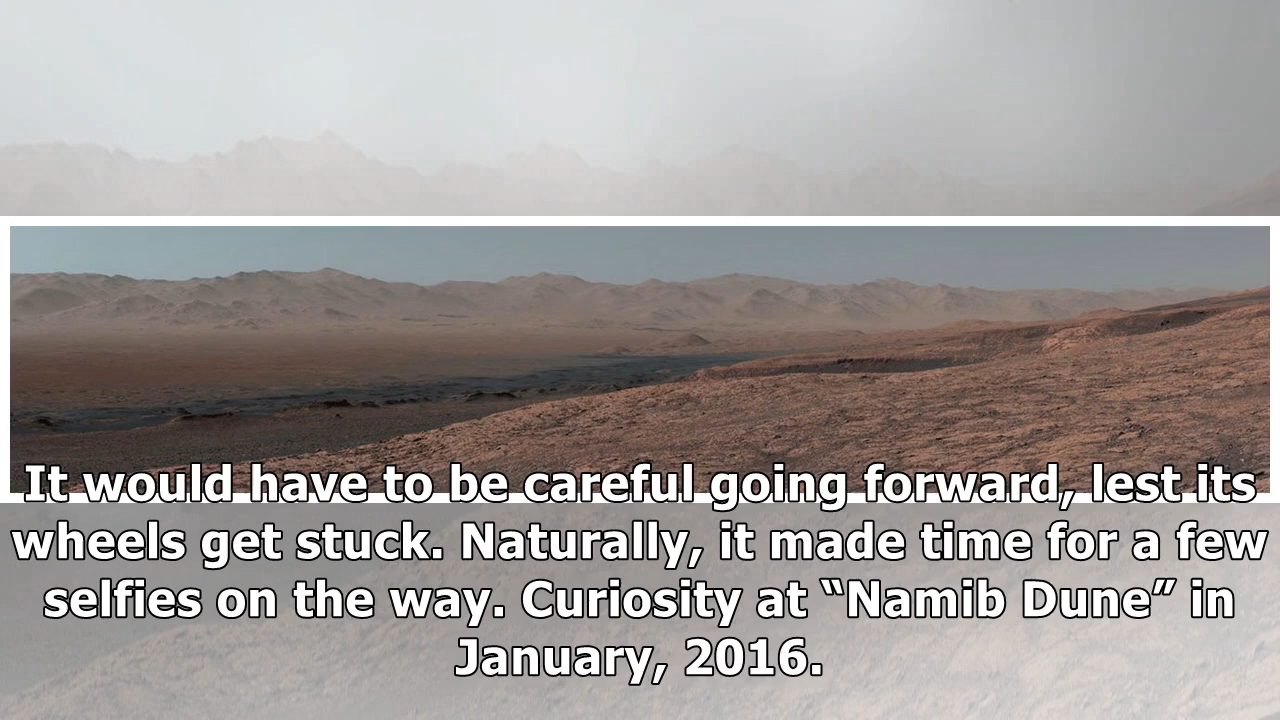 It would have to be careful going forward, lest its
wheels get stuck. Naturally, it made time for a few
selfies on the way. Curiosity at “Namib Dune” in
January, 2016.